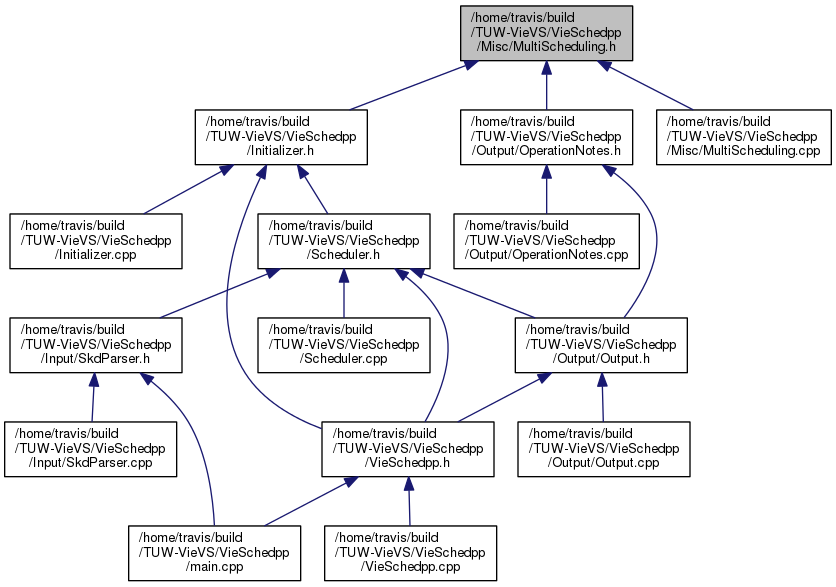 /home/travis/build
/TUW-VieVS/VieSchedpp
/Misc/MultiScheduling.h
/home/travis/build
/TUW-VieVS/VieSchedpp
/Initializer.h
/home/travis/build
/TUW-VieVS/VieSchedpp
/Output/OperationNotes.h
/home/travis/build
/TUW-VieVS/VieSchedpp
/Misc/MultiScheduling.cpp
/home/travis/build
/TUW-VieVS/VieSchedpp
/Initializer.cpp
/home/travis/build
/TUW-VieVS/VieSchedpp
/Scheduler.h
/home/travis/build
/TUW-VieVS/VieSchedpp
/Output/OperationNotes.cpp
/home/travis/build
/TUW-VieVS/VieSchedpp
/Input/SkdParser.h
/home/travis/build
/TUW-VieVS/VieSchedpp
/Scheduler.cpp
/home/travis/build
/TUW-VieVS/VieSchedpp
/Output/Output.h
/home/travis/build
/TUW-VieVS/VieSchedpp
/Input/SkdParser.cpp
/home/travis/build
/TUW-VieVS/VieSchedpp
/VieSchedpp.h
/home/travis/build
/TUW-VieVS/VieSchedpp
/Output/Output.cpp
/home/travis/build
/TUW-VieVS/VieSchedpp
/main.cpp
/home/travis/build
/TUW-VieVS/VieSchedpp
/VieSchedpp.cpp